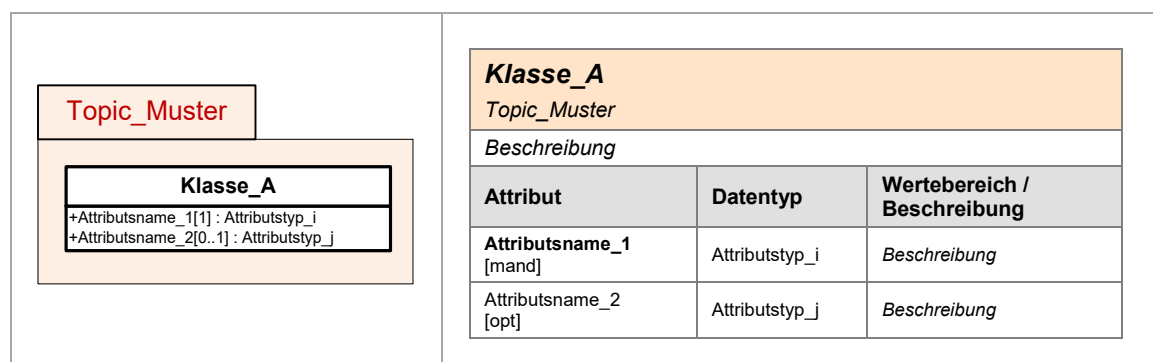 Topic_Muster
Klasse_A
+Attributsname_1[1] : Attributstyp_i
+Attributsname_2[0..1] : Attributstyp_j
Klasse_A
Topic_Muster
Beschreibung
Attribut Datentyp Wertebereich /
Beschreibung
Attributsname_1
[mand] Attributstyp_i Beschreibung
Attributsname_2
[opt] Attributstyp_j Beschreibung